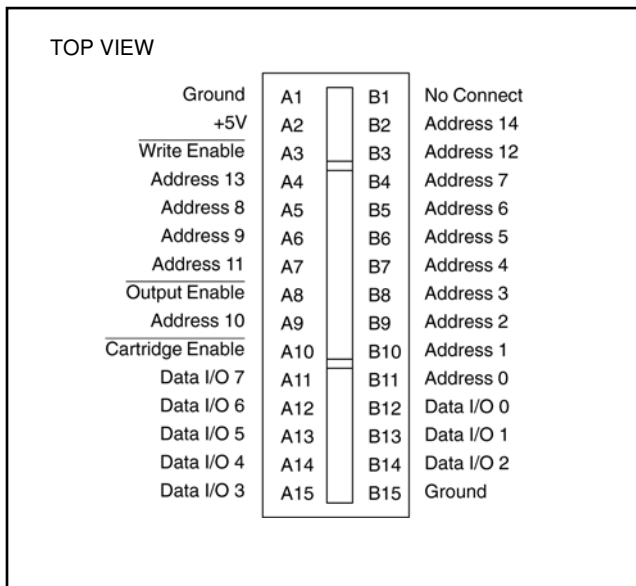 TOP VIEW
Ground A1 B1 No Connect
+5V A2 B2 Address 14
Write Enable A3 B3 Address 12
Address 13 A4 B4 Address 7
Address 8 A5 B5 Address 6
Address 9 A6 B6 Address 5
Address 11 A7 B7 Address 4
Output Enable A8 B8 Address 3
Address 10 A9 B9 Address 2
Cartridge Enable A10 B10 Address 1
Data I/O 7 A11 B11 Address 0
Data I/O 6 A12 B12 Data I/O 0
Data I/O 5 A13 B13 Data I/O 1
Data I/O 4 A14 B14 Data I/O 2
Data I/O 3 A15 B15 Ground